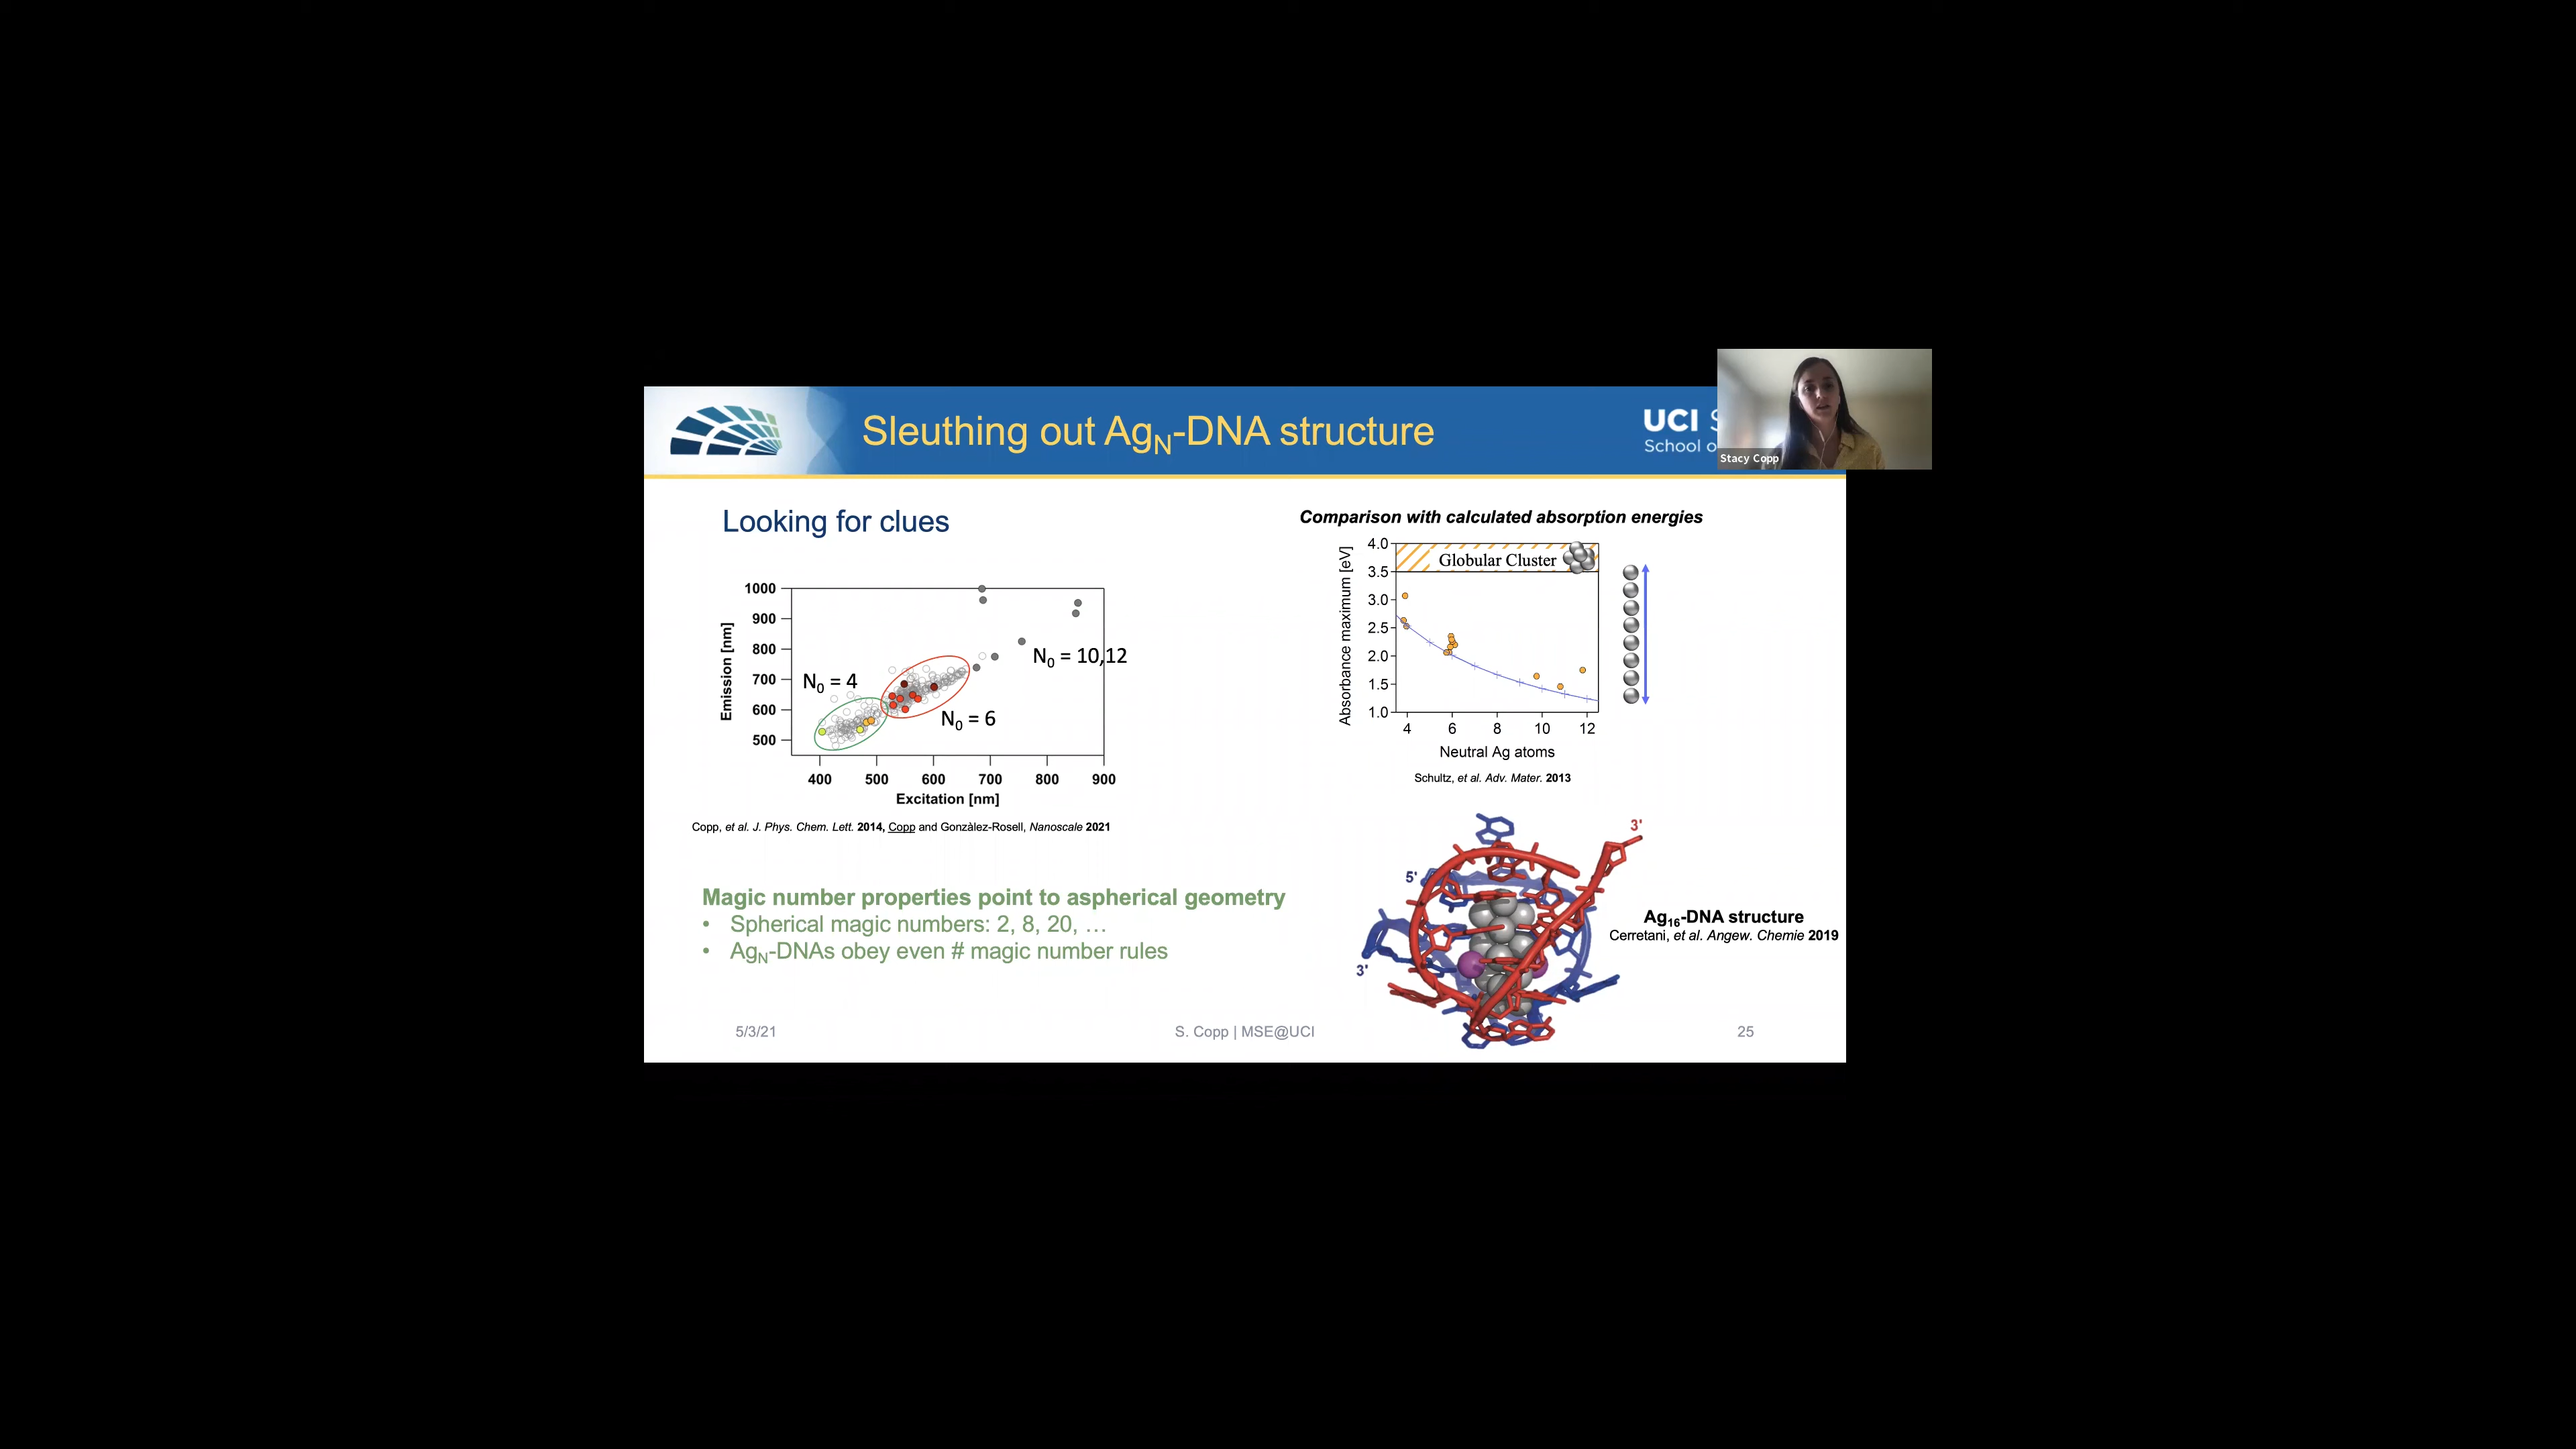 Sleuthing out AgN-DNA structure
UCI S
School o
Stacy Copp
Looking for clues
Emission [nm]
1000
900
800
700
600
500
N0 = 4
N0 = 6
N0 = 10,12
400 500 600 700 800 900
Excitation [nm]
Copp, et al. J. Phys. Chem. Lett. 2014, Copp and Gonzàlez-Rosell, Nanoscale 2021
Magic number properties point to aspherical geometry
• Spherical magic numbers: 2, 8, 20, …
• AgN-DNAs obey even # magic number rules
Comparison with calculated absorption energies
Absorbance maximum [eV]
4.0
3.5
3.0
2.5
2.0
1.5
1.0
Globular Cluster
4 6 8 10 12
Neutral Ag atoms
Schultz, et al. Adv. Mater. 2013
3'
5'
3'
Ag16-DNA structure
Cerretani, et al. Angew. Chemie 2019
5/3/21
S. Copp | MSE@UCI
25